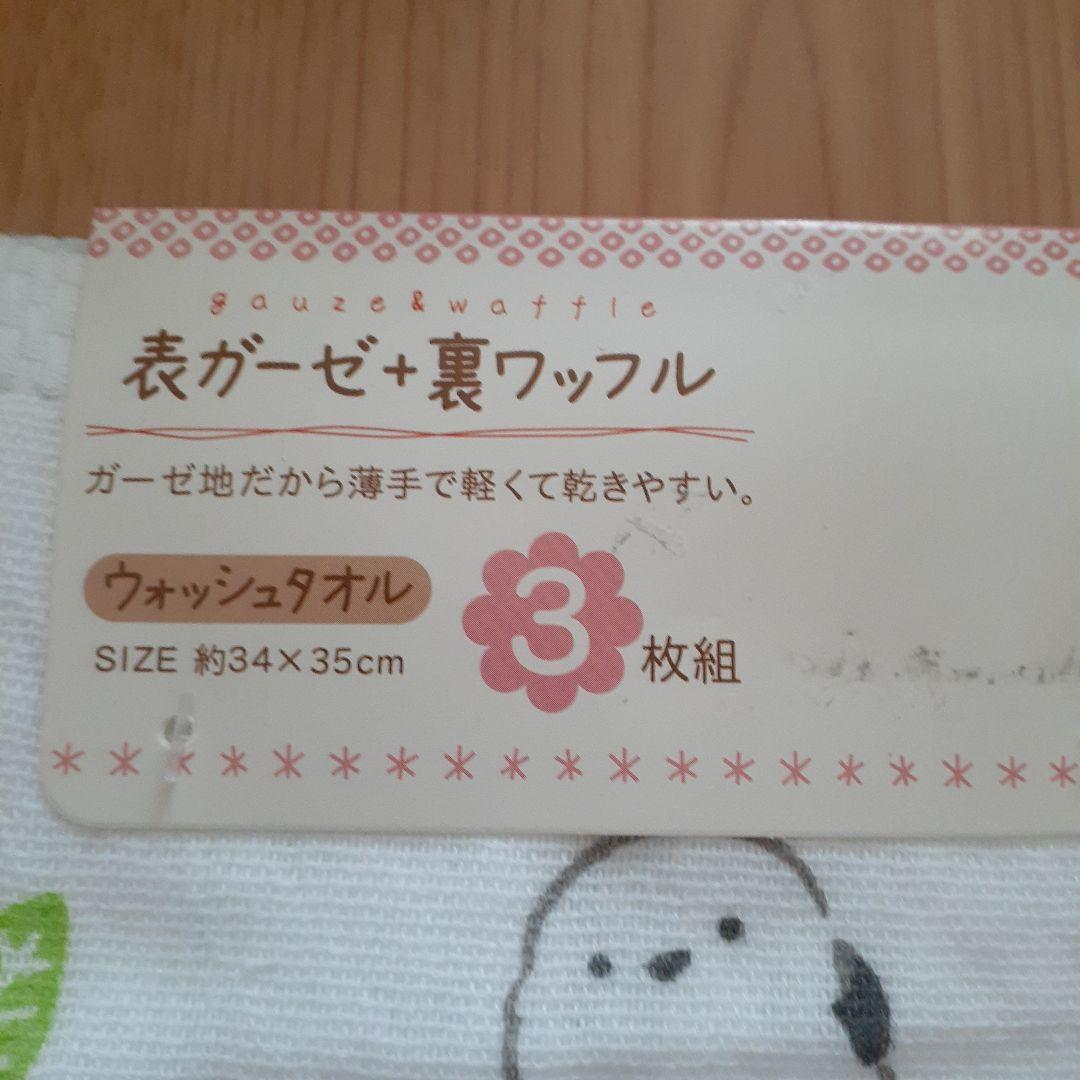 gauze&waffle
表ガーゼ+裏ワッフル
ガーゼ地だから薄手で軽くて乾きやすい。
ウォッシュタオル
SIZE 約34×35cm
3枚組